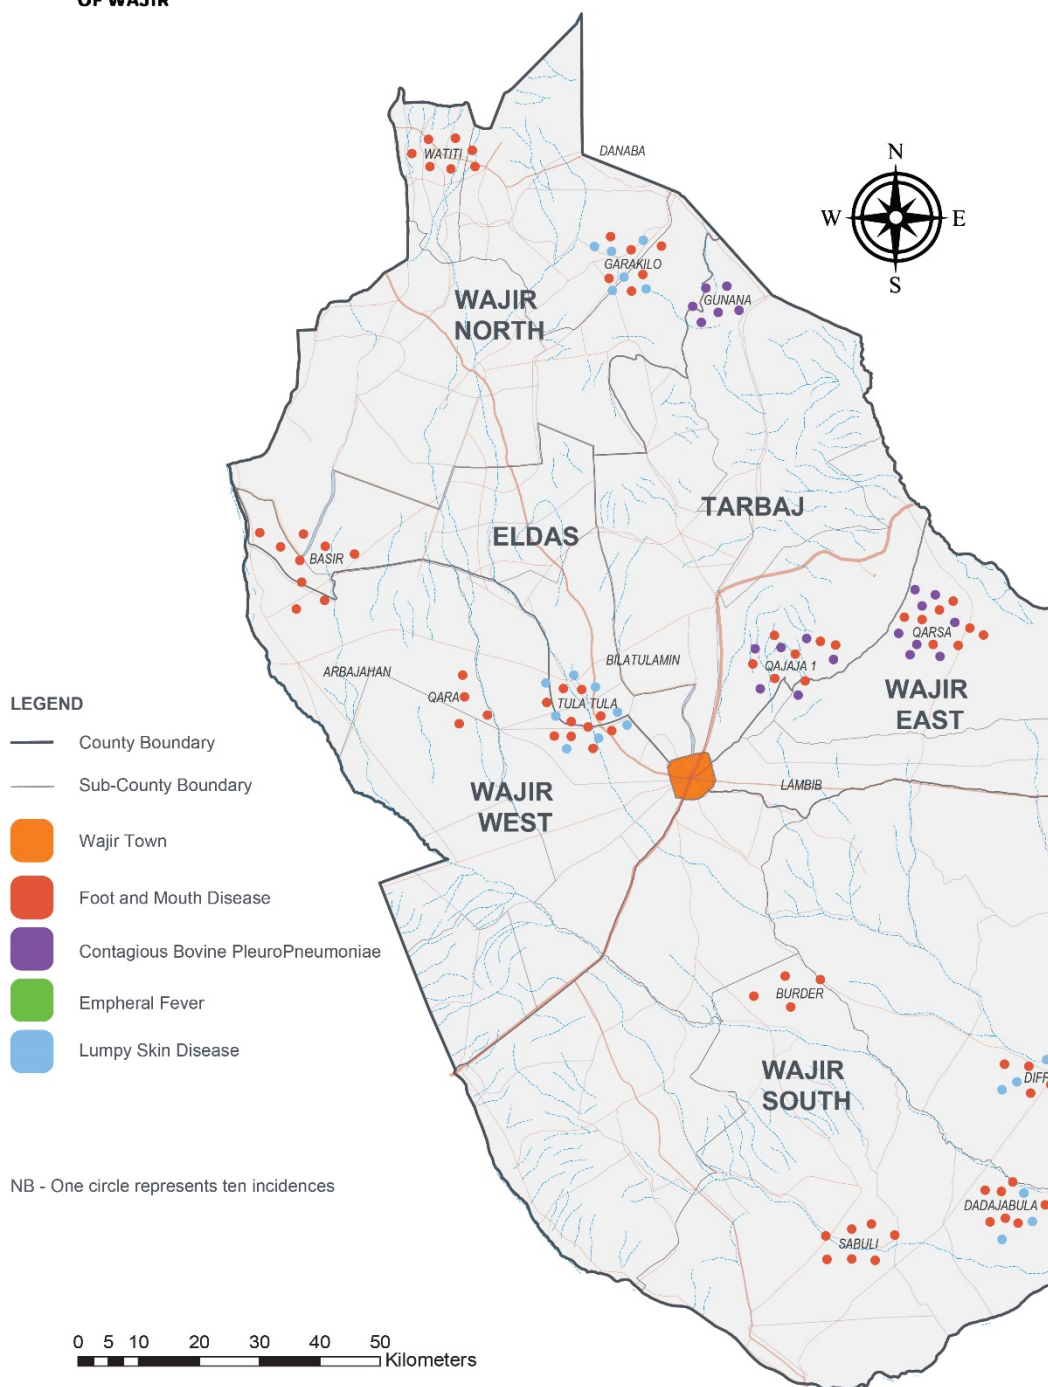 OF WAJIR
DANABA
WATITI
N
W
E
S
GARAKILO
GUNANA
WAJIR
NORTH
TARBAJ
ELDAS
BASIR
QARSA
BILATULAMIN
QAJAJA 1
ARBAJAHAN
QARA
TULA TULA
WAJIR
EAST
LEGEND
County Boundary
Sub-County Boundary
Wajir Town
Foot and Mouth Disease
Contagious Bovine PleuroPneumoniae
Empheral Fever
Lumpy Skin Disease
LAMBIB
WAJIR
WEST
BURDER
WAJIR
SOUTH
DIFF
DADAJABULA
SABULI
NB - One circle represents ten incidences
0 5 10 20 30 40 50
Kilometers